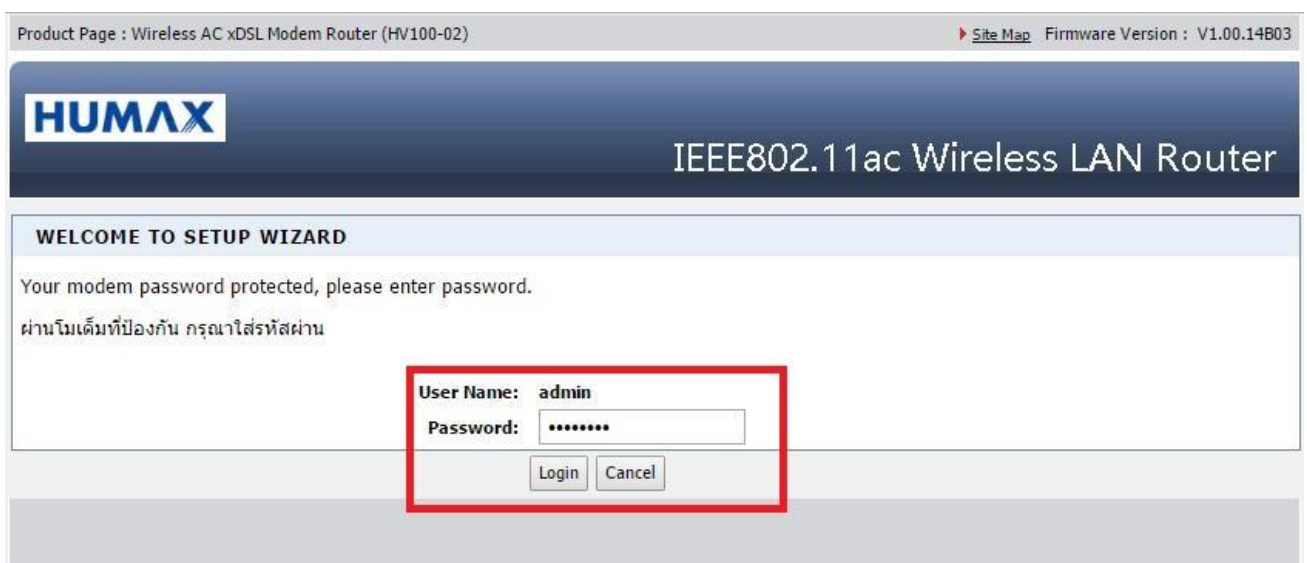 Product Page : Wireless AC xDSL Modem Router (HV100-02) Site Map Firmware Version : V1.00.14B03
HUMAX
IEEE802.11ac Wireless LAN Router
WELCOME TO SETUP WIZARD
Your modem password protected, please enter password.
ผ่านโมเด็มที่ป้องกัน กรุณาใส่รหัสผ่าน
User Name: admin
Password: ••••••••
Login Cancel